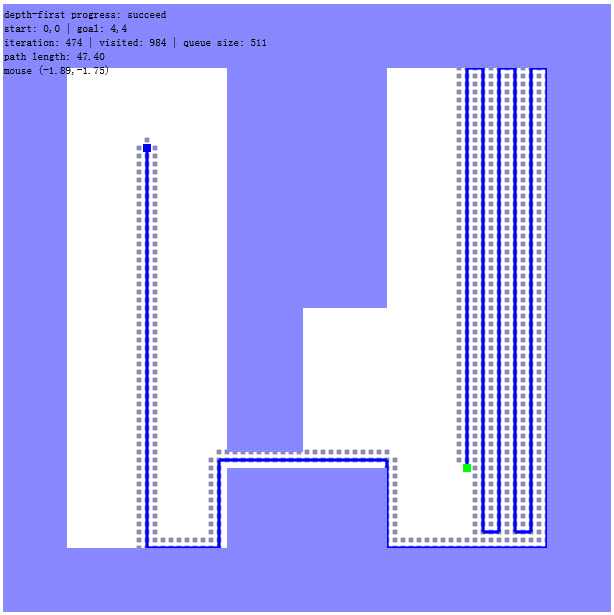 depth-first progress: succeed
start: 0,0 | goal: 4,4
iteration: 474 | visited: 984 | queue size: 511
path length: 47.40
mouse (-1.89,-1.75)